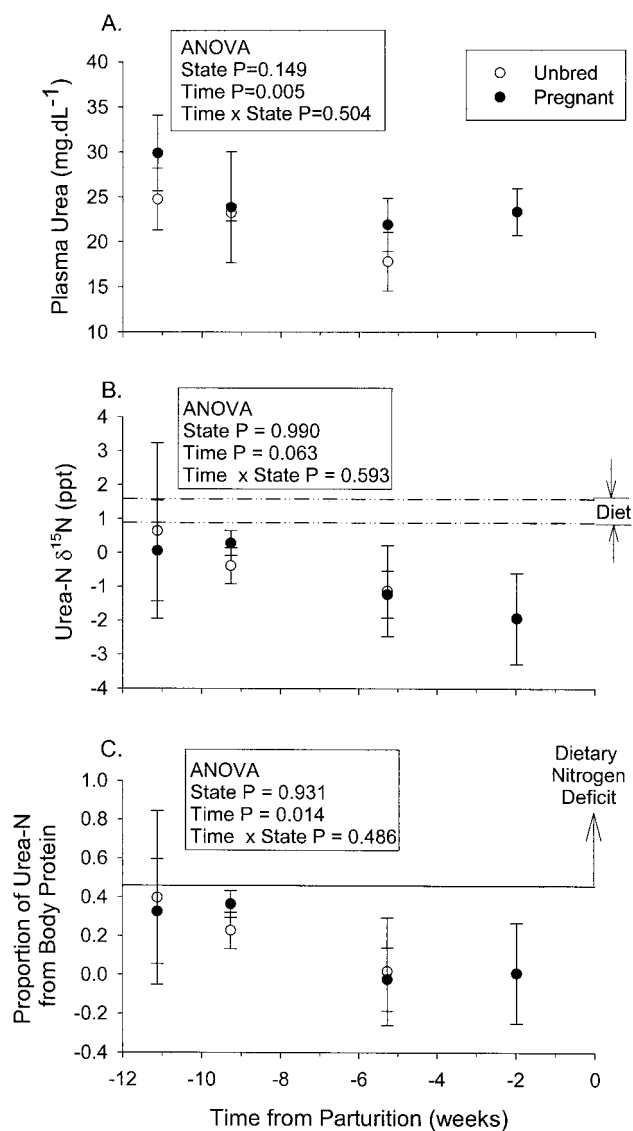 A.
ANOVA
State P=0.149
Time P=0.005
Time x State P=0.504
Unbred
Pregnant
Plasma Urea (mg.dL⁻¹)
40
35
30
25
20
15
10
B.
ANOVA
State P = 0.990
Time P = 0.063
Time x State P = 0.593
Urea-N δ¹⁵N (ppt)
4
3
2
1
0
-1
-2
-3
-4
Diet
C.
ANOVA
State P = 0.931
Time P = 0.014
Time x State P = 0.486
Dietary
Nitrogen
Deficit
Proportion of Urea-N
from Body Protein
1.0
0.8
0.6
0.4
0.2
0.0
-0.2
-0.4
-12 -10 -8 -6 -4 -2 0
Time from Parturition (weeks)